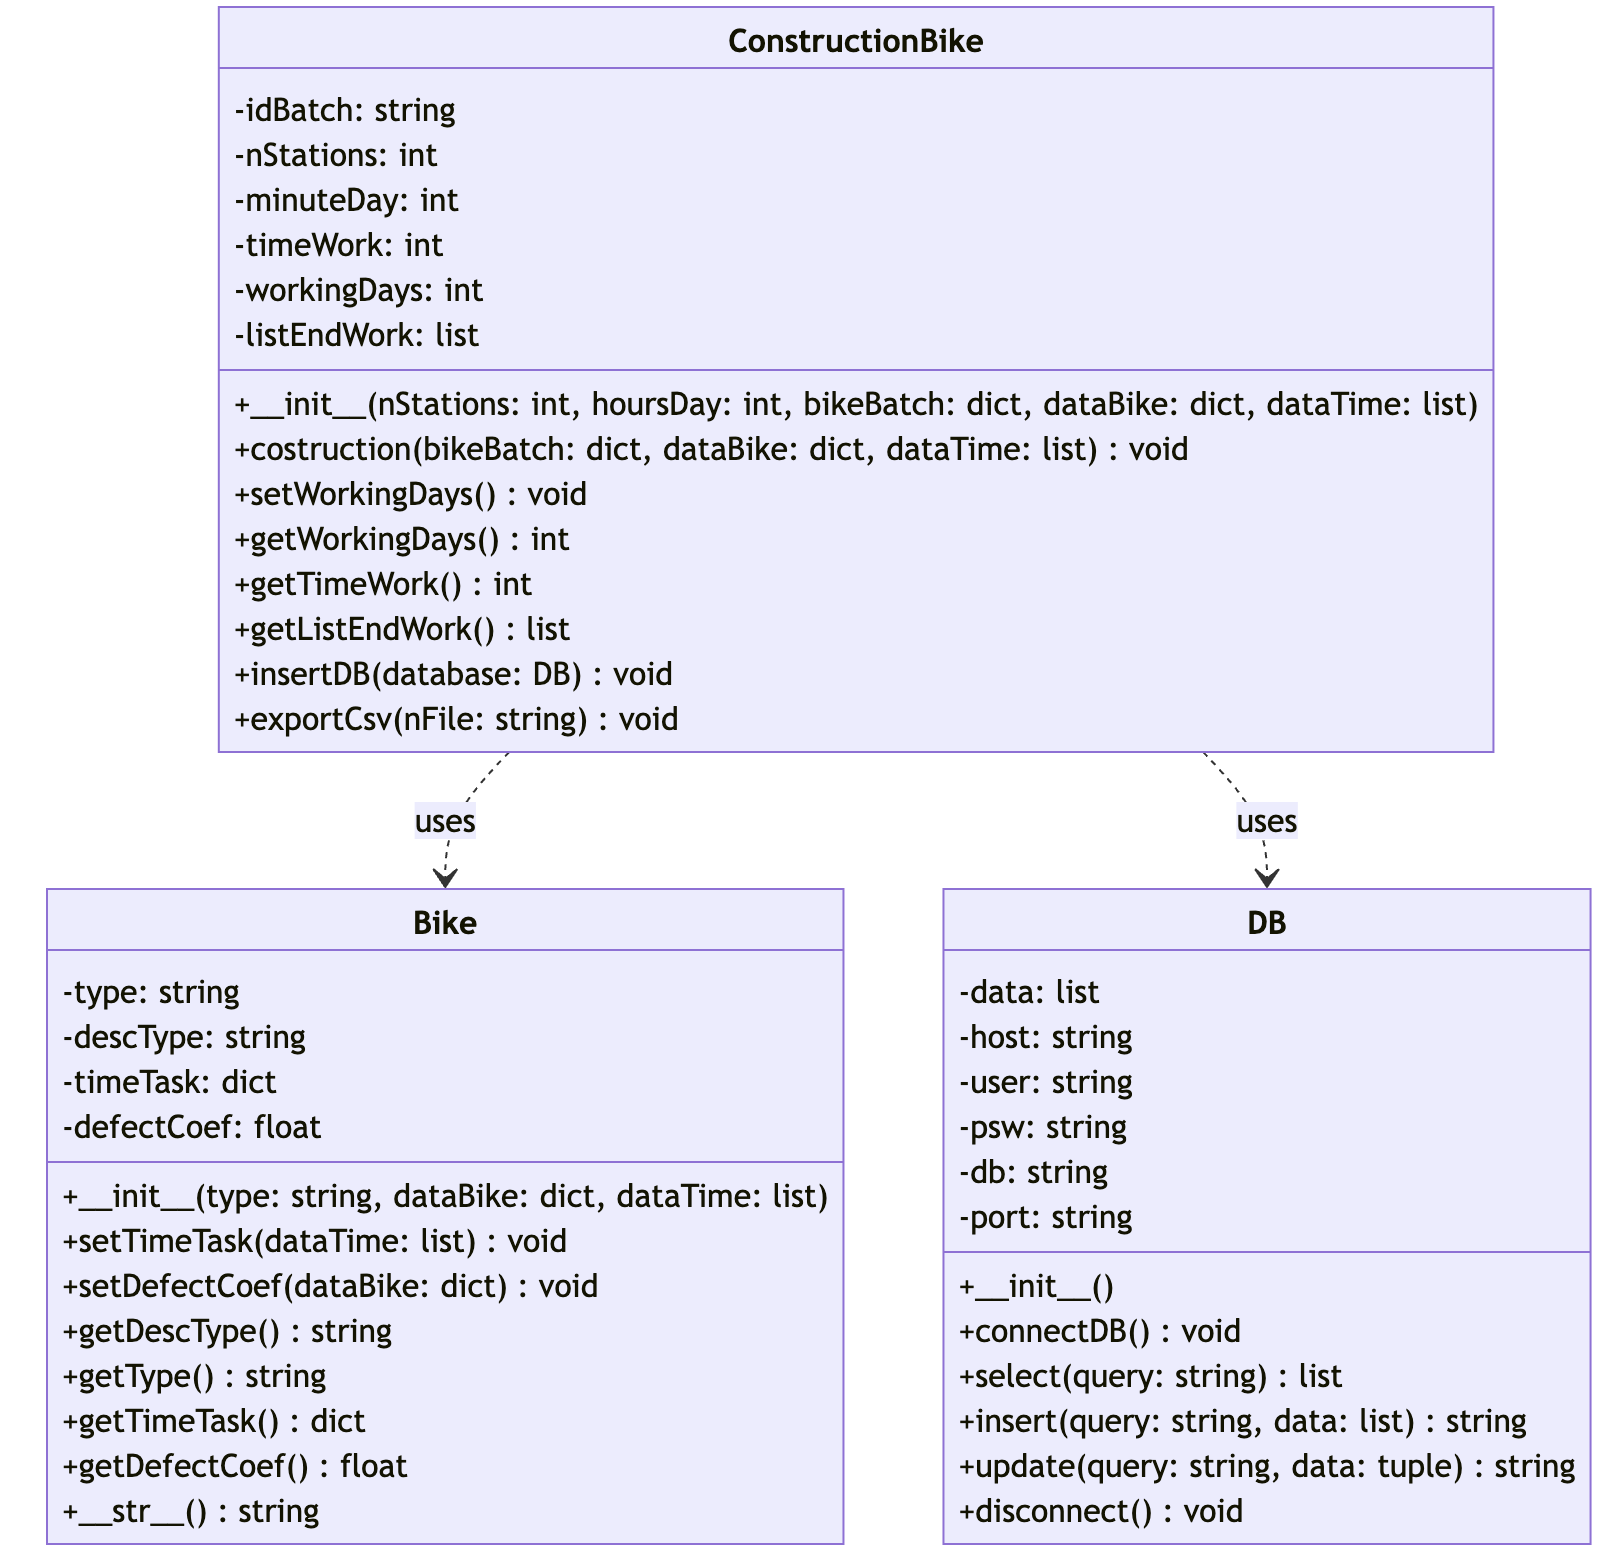 ConstructionBike
-idBatch: string
-nStations: int
-minuteDay: int
-timeWork: int
-workingDays: int
-listEndWork: list
+__init__(nStations: int, hoursDay: int, bikeBatch: dict, dataBike: dict, dataTime: list)
+costruction(bikeBatch: dict, dataBike: dict, dataTime: list) : void
+setWorkingDays() : void
+getWorkingDays() : int
+getTimeWork() : int
+getListEndWork() : list
+insertDB(database: DB) : void
+exportCsv(nFile: string) : void
uses
uses
Bike
-type: string
-descType: string
-timeTask: dict
-defectCoef: float
+__init__(type: string, dataBike: dict, dataTime: list)
+setTimeTask(dataTime: list) : void
+setDefectCoef(dataBike: dict) : void
+getDescType() : string
+getType() : string
+getTimeTask() : dict
+getDefectCoef() : float
+__str__() : string
DB
-data: list
-host: string
-user: string
-psw: string
-db: string
-port: string
+__init__()
+connectDB() : void
+select(query: string) : list
+insert(query: string, data: list) : string
+update(query: string, data: tuple) : string
+disconnect() : void